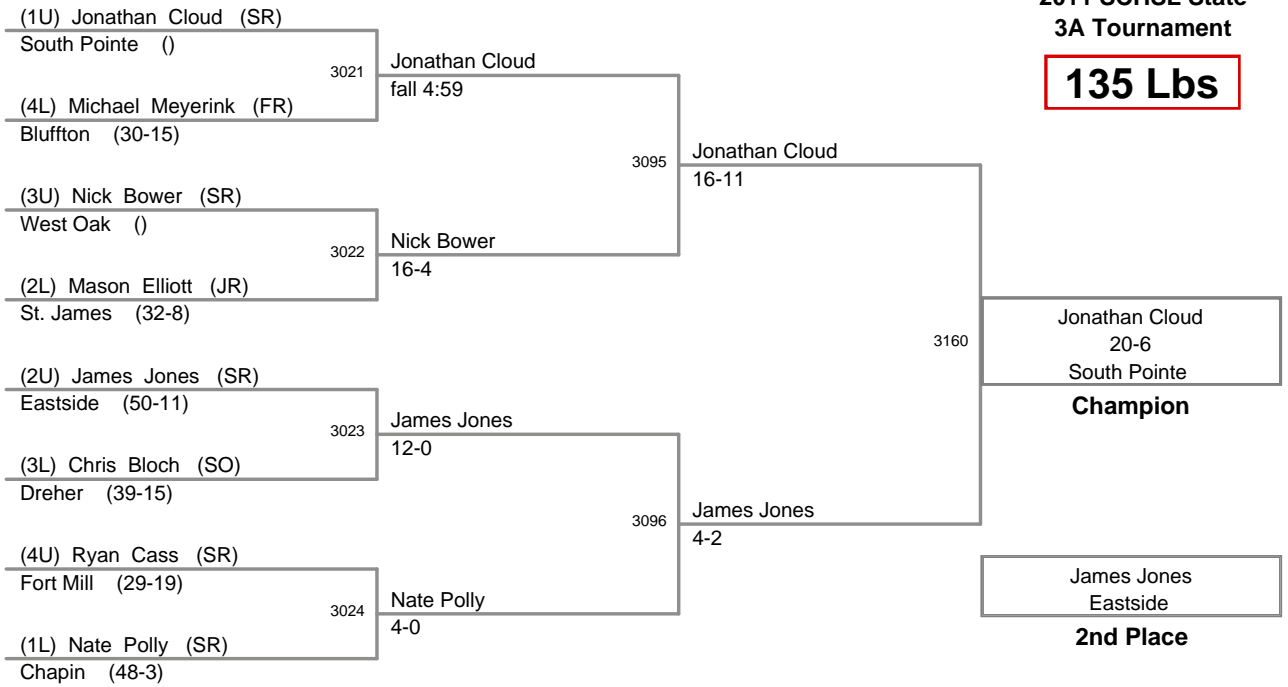 2011 SCHSL State
3A Tournament
135 Lbs
(1U) Jonathan Cloud (SR)
South Pointe ()
3021
Jonathan Cloud
fall 4:59
(4L) Michael Meyerink (FR)
Bluffton (30-15)
3095
Jonathan Cloud
16-11
(3U) Nick Bower (SR)
West Oak ()
3022
Nick Bower
16-4
(2L) Mason Elliott (JR)
St. James (32-8)
3160
Jonathan Cloud
20-6
South Pointe
Champion
(2U) James Jones (SR)
Eastside (50-11)
3023
James Jones
12-0
(3L) Chris Bloch (SO)
Dreher (39-15)
3096
James Jones
4-2
(4U) Ryan Cass (SR)
Fort Mill (29-19)
3024
Nate Polly
4-0
(1L) Nate Polly (SR)
Chapin (48-3)
James Jones
Eastside
2nd Place